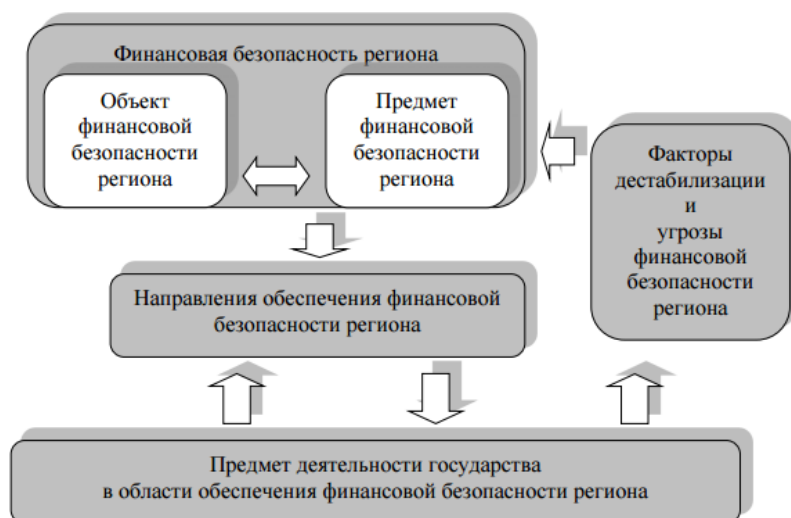 Финансовая безопасность региона
Объект
финансовой
безопасности
региона
Предмет
финансовой
безопасности
региона
Факторы
дестабилизации
и
угрозы
финансовой
безопасности
региона
Направления обеспечения финансовой
безопасности региона
Предмет деятельности государства
в области обеспечения финансовой безопасности региона